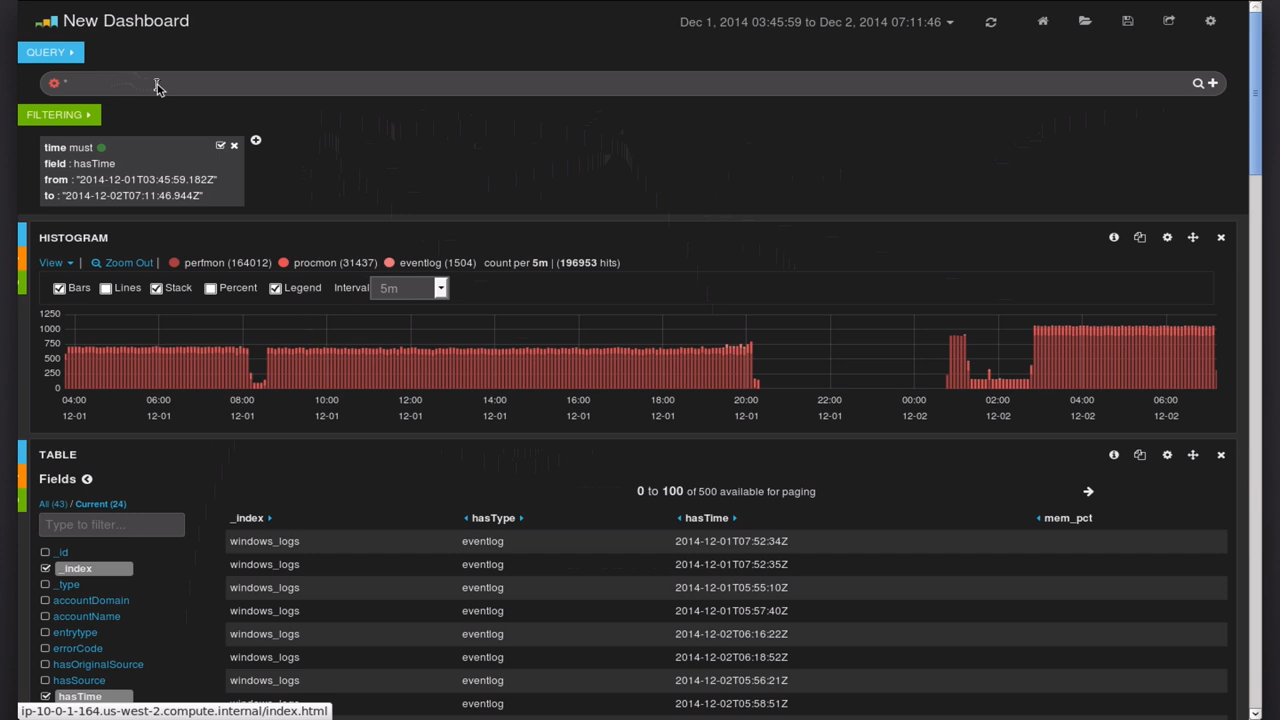 New Dashboard
Dec 1, 2014 03:45:59 to Dec 2, 2014 07:11:46
QUERY
*
FILTERING
time must
field : hasTime
from : "2014-12-01T03:45:59.182Z"
to : "2014-12-02T07:11:46.944Z"
HISTOGRAM
View | Zoom Out | perfmon (164012) procmon (31437) eventlog (1504) count per 5m | (196953 hits)
Bars Lines Stack Percent Legend Interval 5m
1250
1000
750
500
250
0
04:00 06:00 08:00 10:00 12:00 14:00 16:00 18:00 20:00 22:00 00:00 02:00 04:00 06:00
12-01 12-01 12-01 12-01 12-01 12-01 12-01 12-01 12-01 12-01 12-02 12-02 12-02 12-02
TABLE
Fields
0 to 100 of 500 available for paging
All (43) / Current (24)
Type to filter...
_id
_index
_type
accountDomain
accountName
entrytype
errorCode
hasOriginalSource
hasSource
hasTime
_index hasType hasTime mem_pct
windows_logs eventlog 2014-12-01T07:52:34Z
windows_logs eventlog 2014-12-01T07:52:35Z
windows_logs eventlog 2014-12-01T05:55:10Z
windows_logs eventlog 2014-12-01T05:57:40Z
windows_logs eventlog 2014-12-02T06:16:22Z
windows_logs eventlog 2014-12-02T06:18:52Z
windows_logs eventlog 2014-12-02T05:56:21Z
windows_logs eventlog 2014-12-02T05:58:51Z
ip-10-0-1-164.us-west-2.compute.internal/index.html